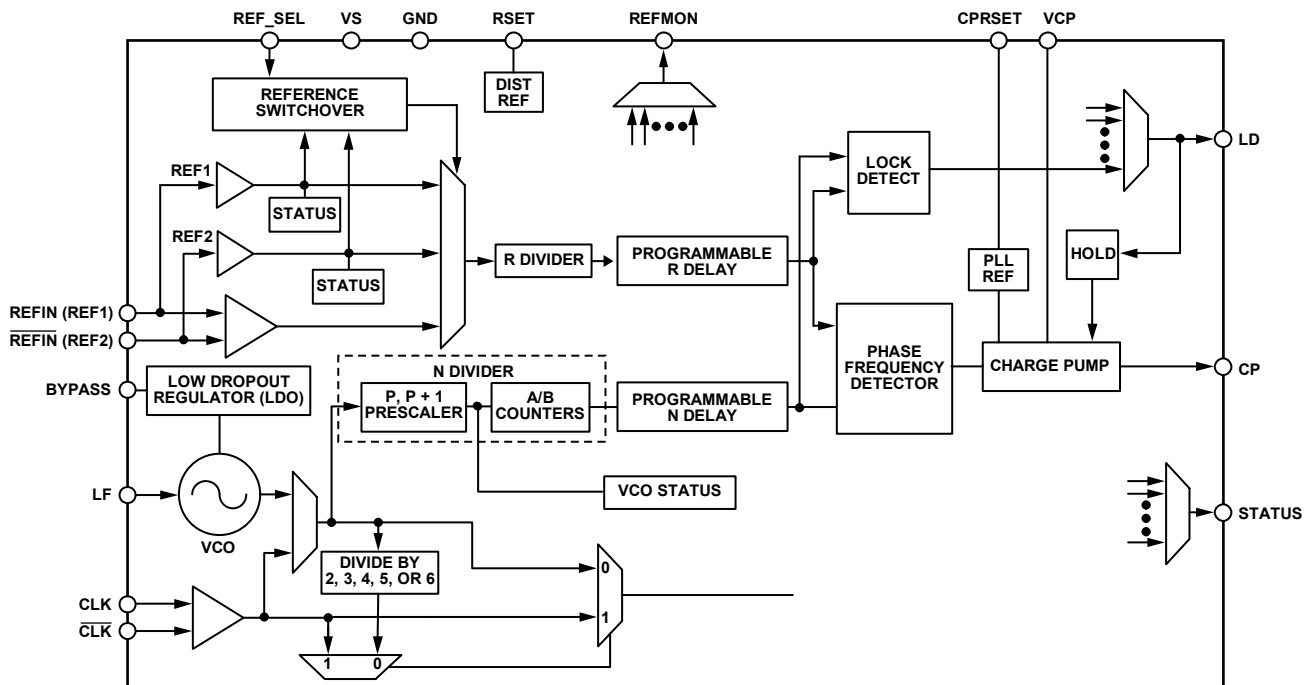 REF_SEL
VS
GND
RSET
REFMON
CPRSET
VCP
REFERENCE
SWITCHOVER
DIST
REF
REF1
STATUS
REF2
STATUS
LOCK
DETECT
LD
R DIVIDER
PROGRAMMABLE
R DELAY
PLL
REF
HOLD
REFIN (REF1)
REFIN (REF2)
BYPASS
LOW DROPOUT
REGULATOR (LDO)
N DIVIDER
P, P + 1
PRESCALER
A/B
COUNTERS
PROGRAMMABLE
N DELAY
PHASE
FREQUENCY
DETECTOR
CHARGE PUMP
CP
LF
VCO
VCO STATUS
STATUS
DIVIDE BY
2, 3, 4, 5, OR 6
0
1
CLK
CLK
1
0